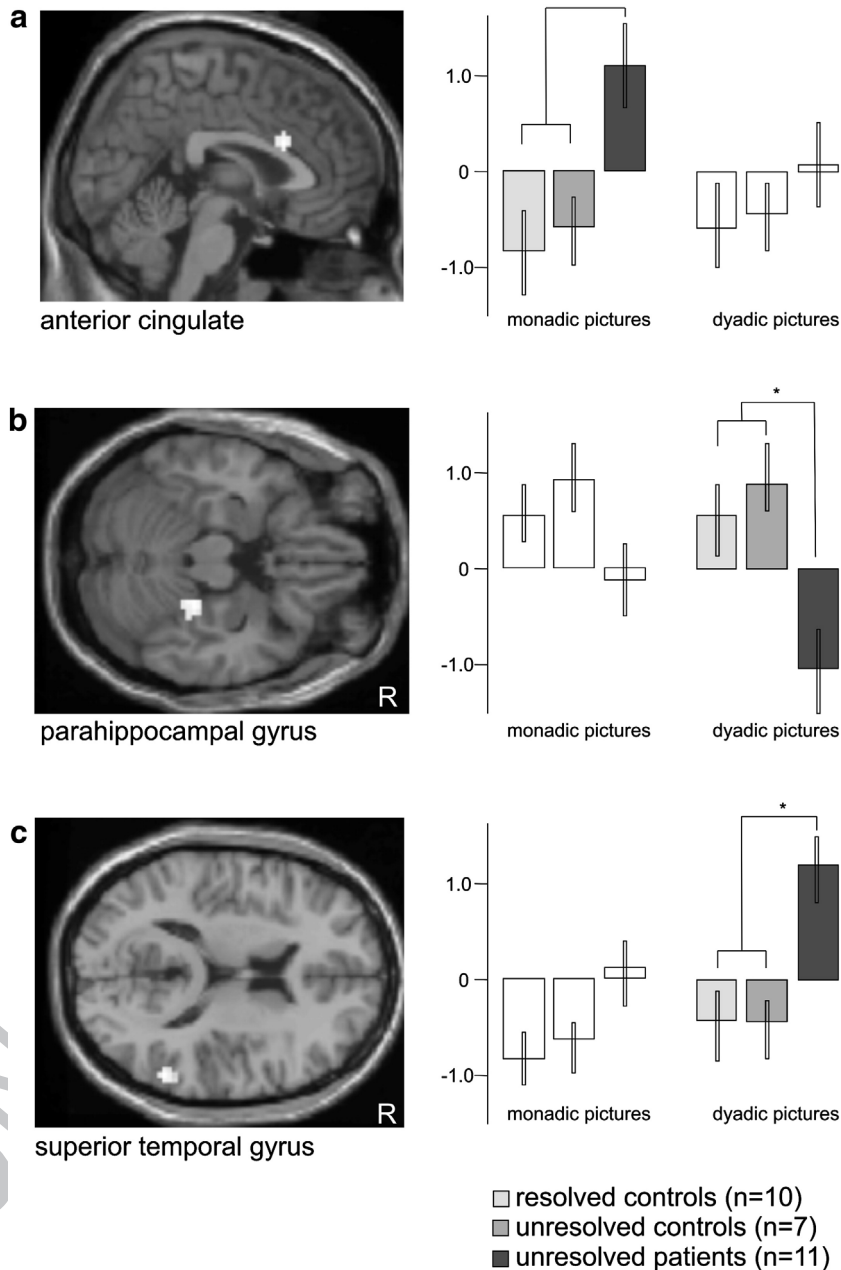 a
1.0
0
-1.0
anterior cingulate
monadic pictures
dyadic pictures
b
*
1.0
0
-1.0
R
parahippocampal gyrus
monadic pictures
dyadic pictures
c
*
1.0
0
-1.0
R
superior temporal gyrus
monadic pictures
dyadic pictures
resolved controls (n=10)
unresolved controls (n=7)
unresolved patients (n=11)